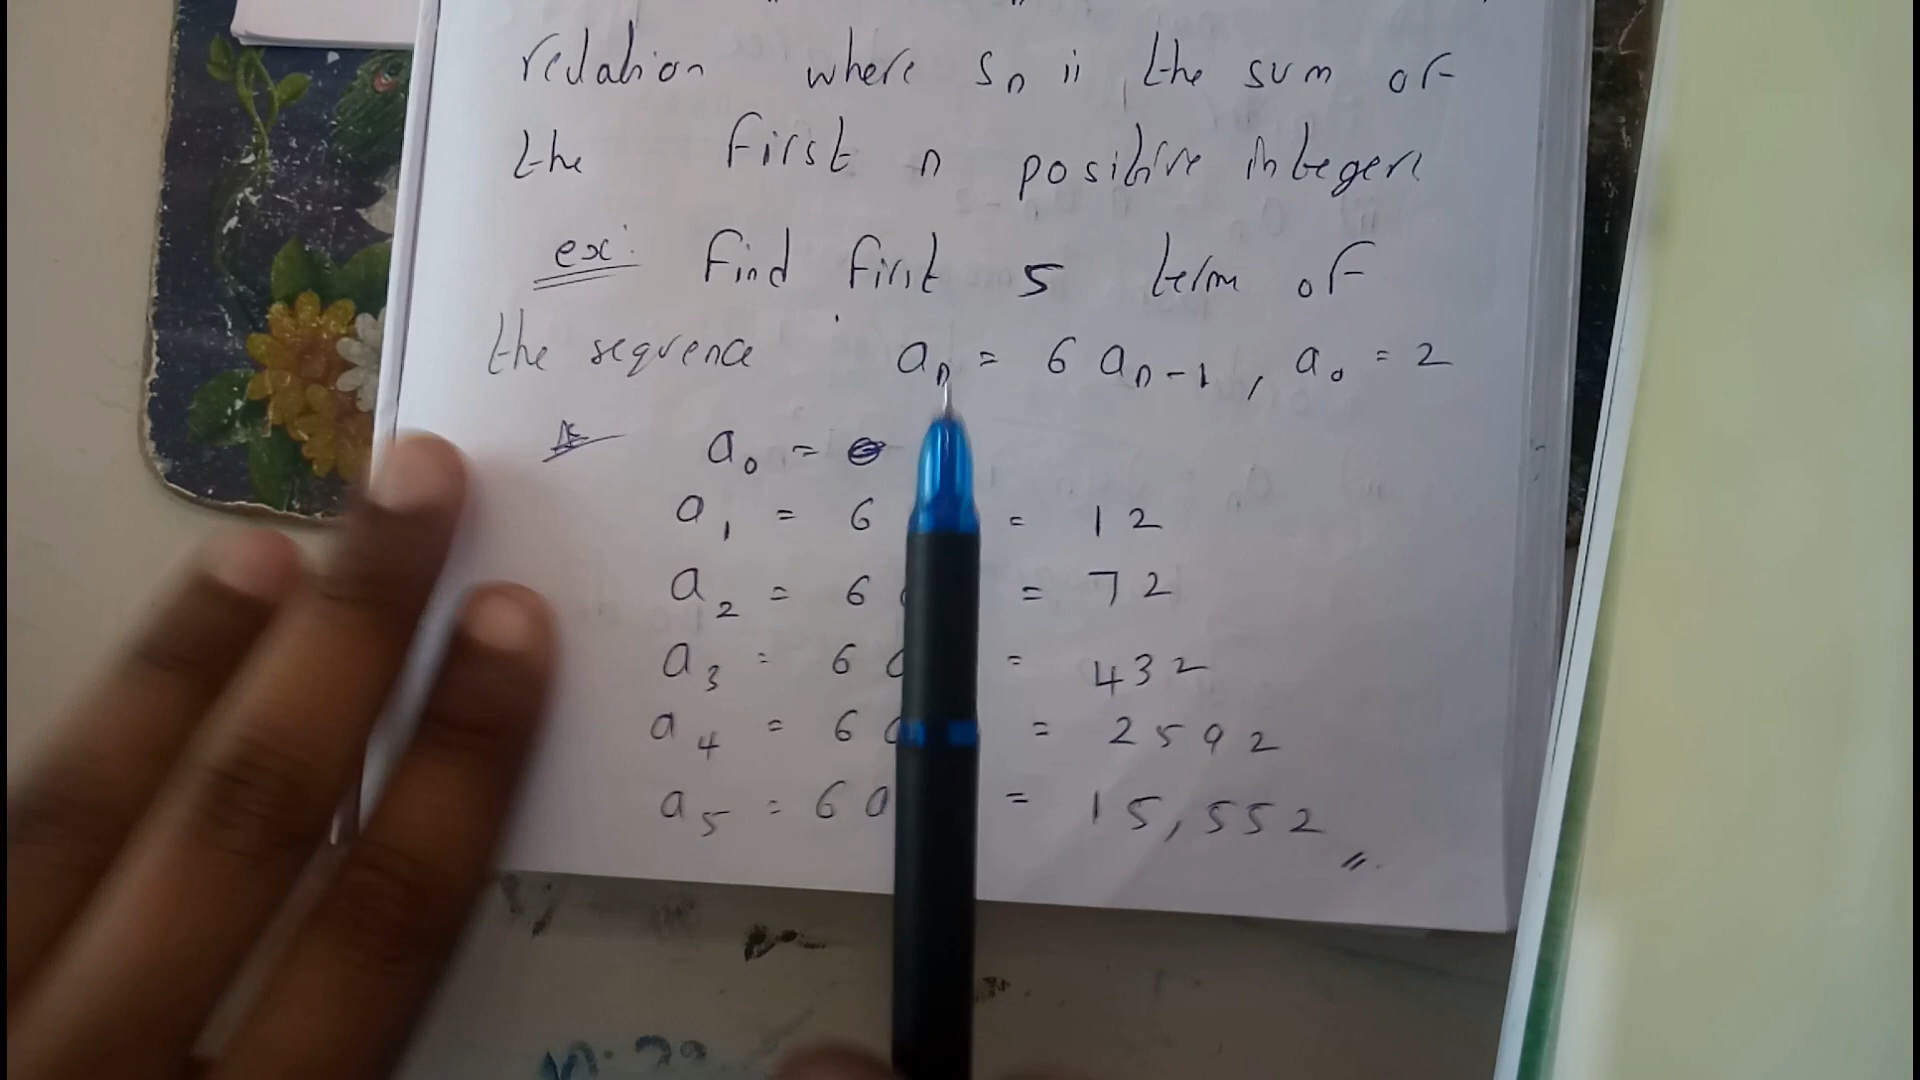 relation where Sn is the sum of
the first n positive integers
ex: Find first 5 term of
the sequence an = 6 an-1, a0 = 2
a0 =
a1 = 6 = 12
a2 = 6 = 72
a3 = 6 = 432
a4 = 6 = 2592
a5 = 6a = 15,552